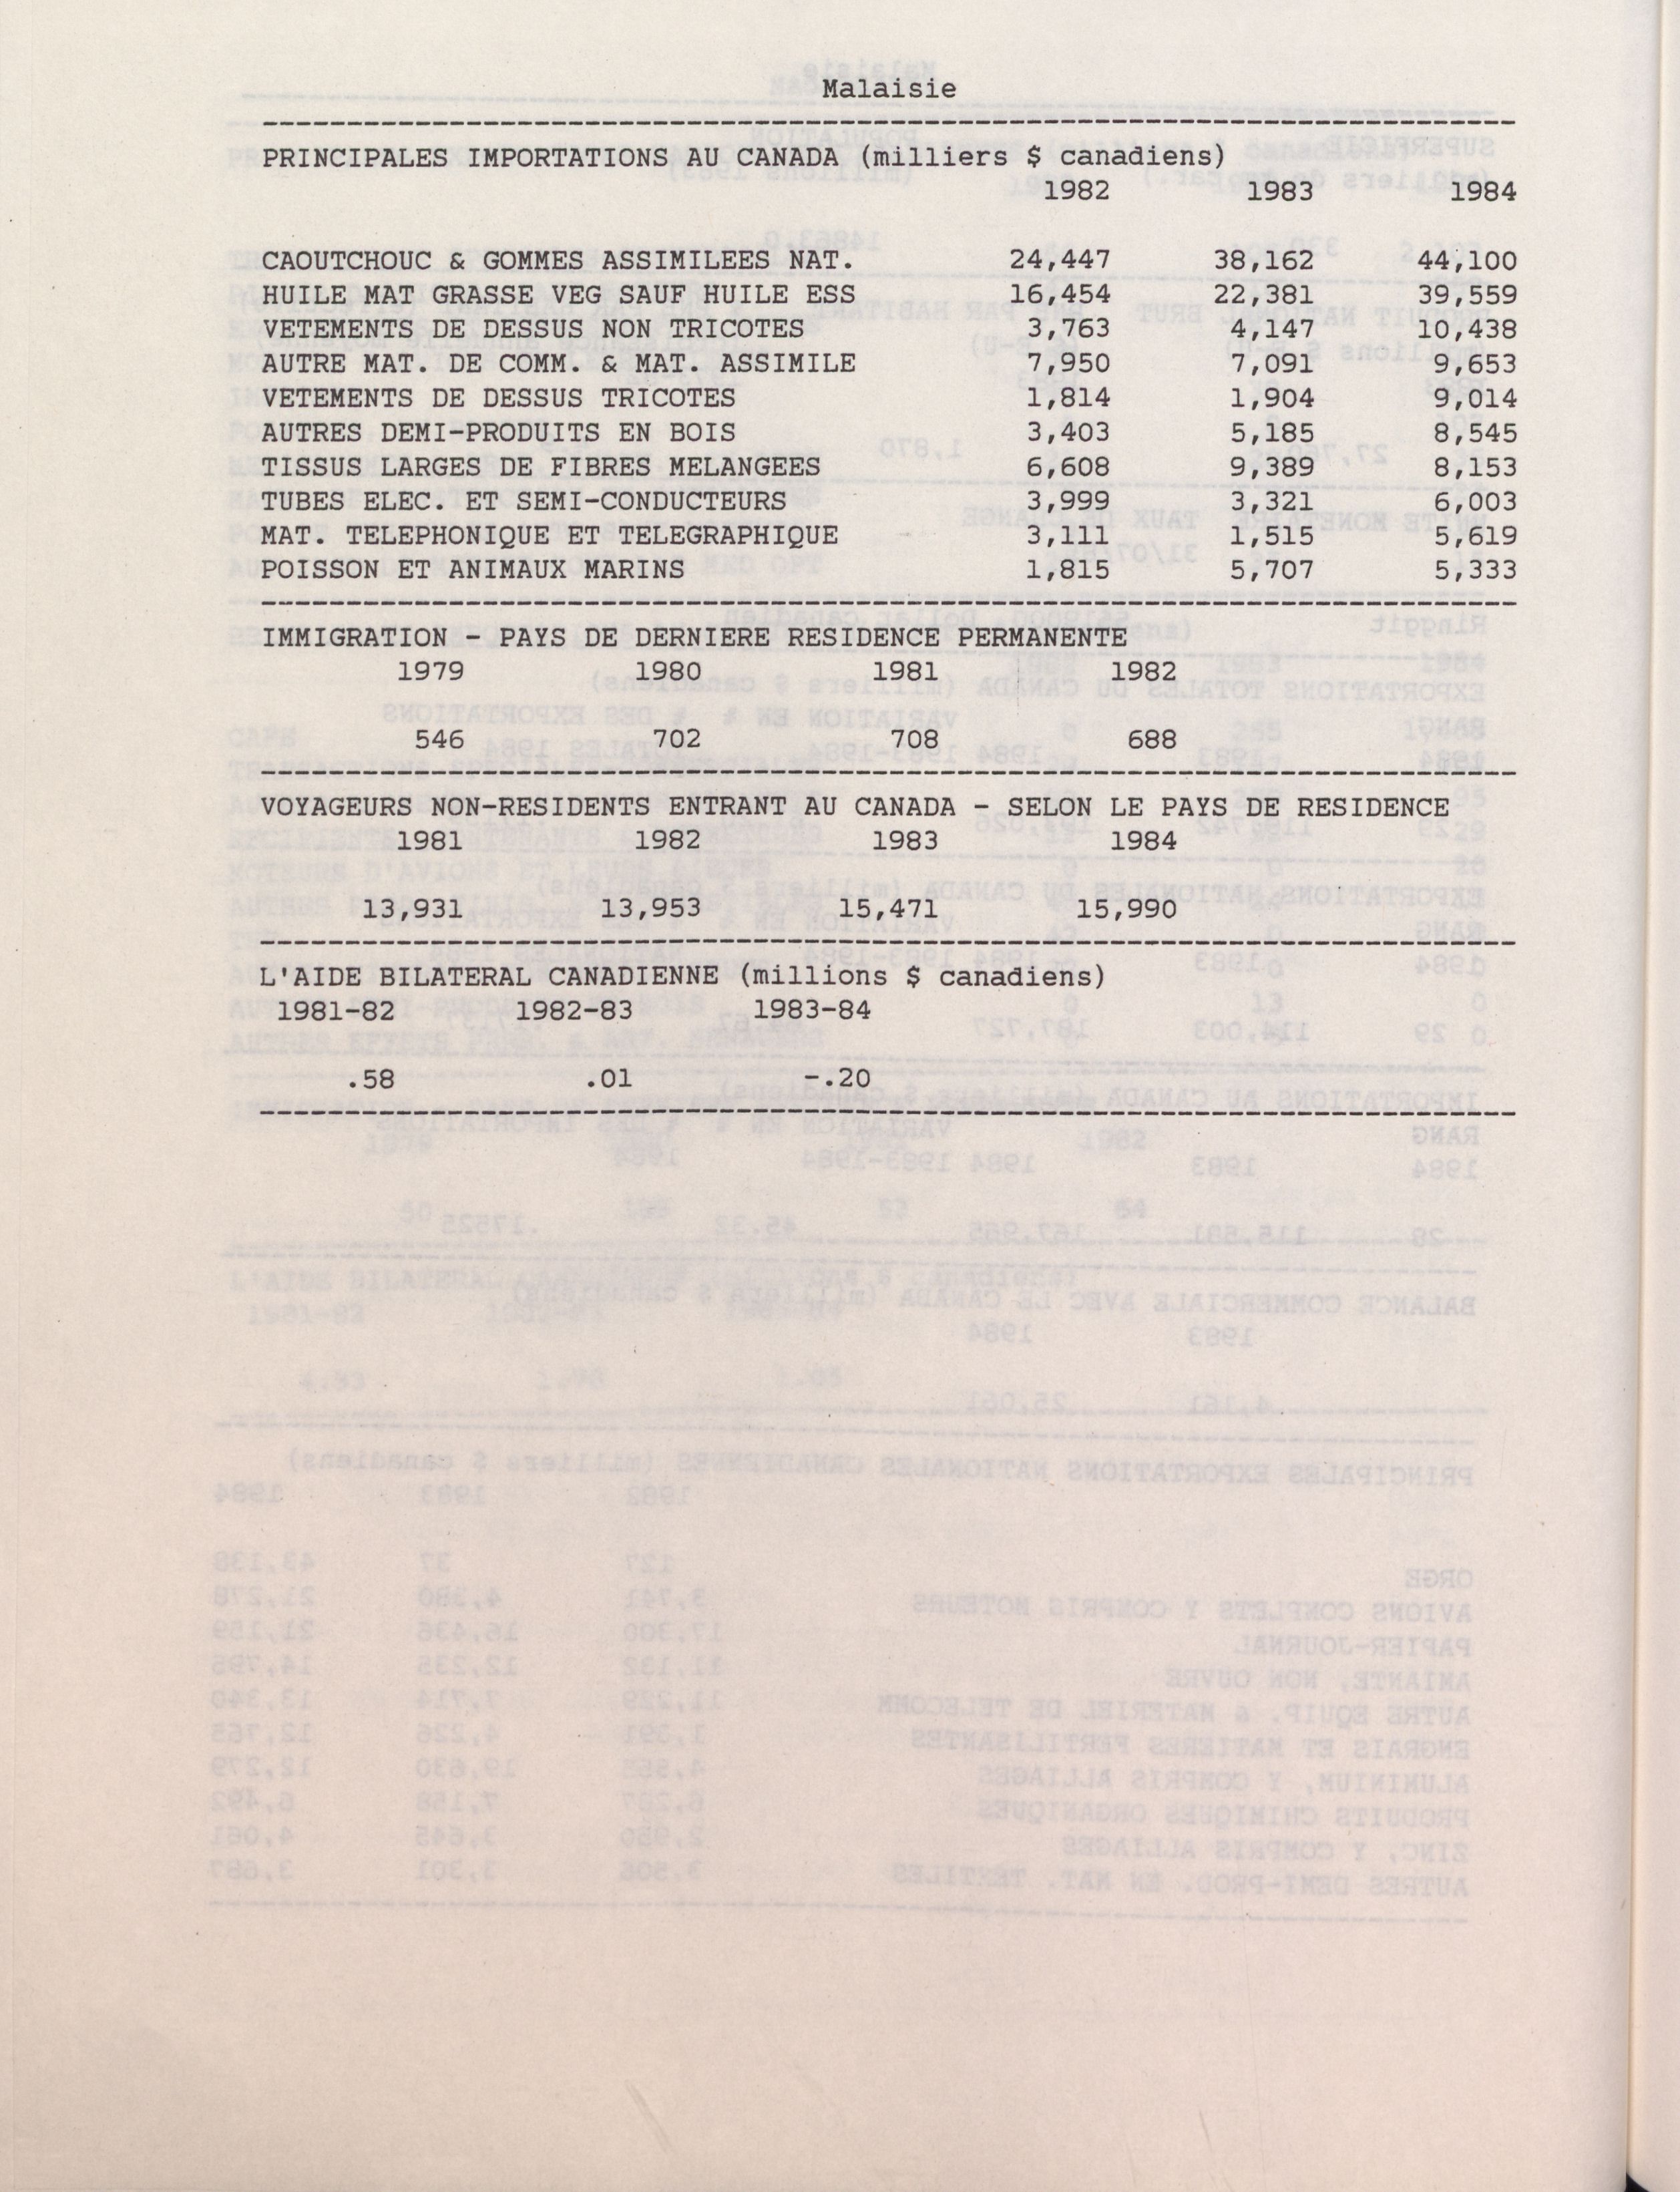 Malaisie
PRINCIPALES IMPORTATIONS AU CANADA (milliers $ canadiens)
1982 1983 1984
CAOUTCHOUC & GOMMES ASSIMILEES NAT. 24,447 38,162 44,100
HUILE MAT GRASSE VEG SAUF HUILE ESS 16,454 22,381 39,559
VETEMENTS DE DESSUS NON TRICOTES 3,763 4,147 10,438
AUTRE MAT. DE COMM. & MAT. ASSIMILE 7,950 7,091 9,653
VETEMENTS DE DESSUS TRICOTES 1,814 1,904 9,014
AUTRES DEMI-PRODUITS EN BOIS 3,403 5,185 8,545
TISSUS LARGES DE FIBRES MELANGEES 6,608 9,389 8,153
TUBES ELEC. ET SEMI-CONDUCTEURS 3,999 3,321 6,003
MAT. TELEPHONIQUE ET TELEGRAPHIQUE 3,111 1,515 5,619
POISSON ET ANIMAUX MARINS 1,815 5,707 5,333
IMMIGRATION - PAYS DE DERNIERE RESIDENCE PERMANENTE
1979 1980 1981 1982
546 702 708 688
VOYAGEURS NON-RESIDENTS ENTRANT AU CANADA - SELON LE PAYS DE RESIDENCE
1981 1982 1983 1984
13,931 13,953 15,471 15,990
L'AIDE BILATERAL CANADIENNE (millions $ canadiens)
1981-82 1982-83 1983-84
.58 .01 -.20